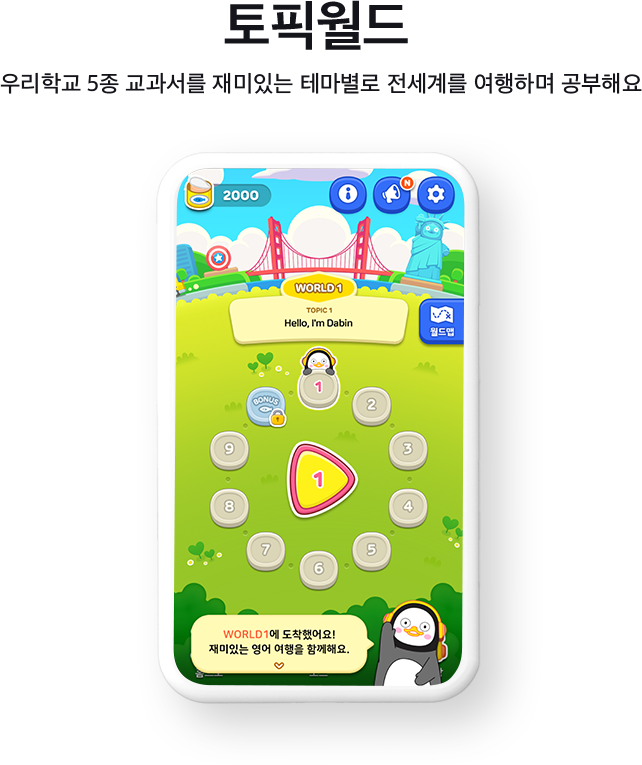 토픽월드
우리학교 5종 교과서를 재미있는 테마별로 전세계를 여행하며 공부해요
2000
N
WORLD 1
TOPIC 1
Hello, I'm Dabin
월드맵
1
BONUS
2
9
3
1
8
4
7
5
6
WORLD1에 도착했어요!
재미있는 영어 여행을 함께해요.